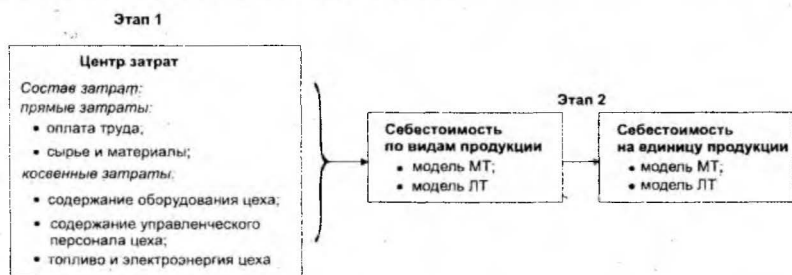 Этап 1
Центр затрат
Состав затрат:
прямые затраты:
• оплата труда;
• сырье и материалы;
косвенные затраты:
• содержание оборудования цеха;
• содержание управленческого
персонала цеха;
• топливо и электроэнергия цеха
Этап 2
Себестоимость
по видам продукции
• модель МТ;
• модель ЛТ
Себестоимость
на единицу продукции
• модель МТ;
• модель ЛТ